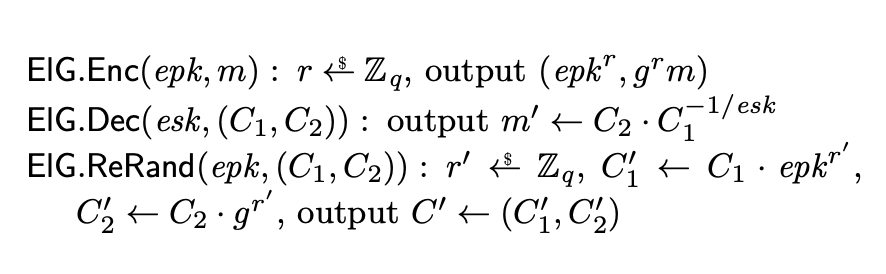 ElG.Enc(epk, m) : r ←$ ℤ_q, output (epk^r, g^r m)
ElG.Dec(esk, (C_1, C_2)) : output m′ ← C_2 · C_1^{−1/esk}
ElG.ReRand(epk, (C_1, C_2)) : r′ ←$ ℤ_q, C′_1 ← C_1 · epk^{r′},
C′_2 ← C_2 · g^{r′}, output C′ ← (C′_1, C′_2)